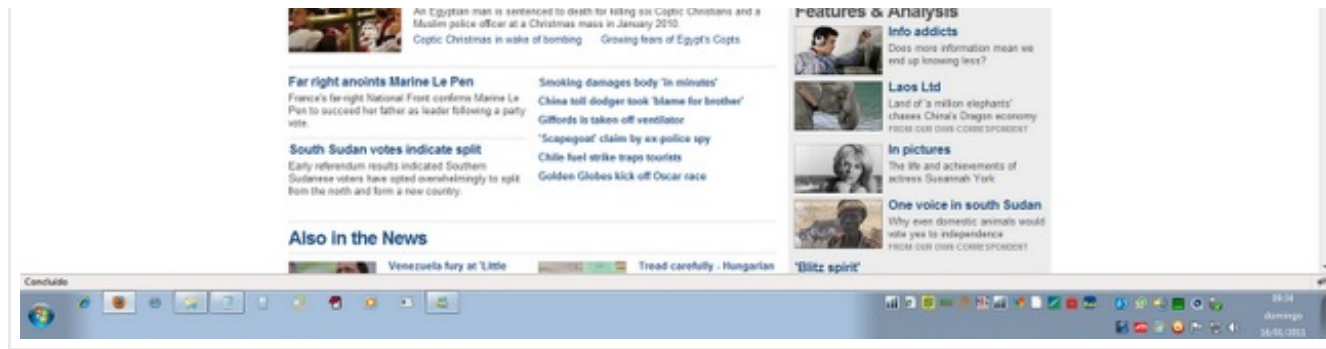 An Egyptian man is sentenced to death for killing six Coptic Christians and a
Muslim police officer at a Christmas mass in January 2010.
Coptic Christmas in wake of bombing Growing fears of Egypt's Copts
Far right anoints Marine Le Pen
France's far-right National Front confirms Marine Le
Pen to succeed her father as leader following a party
vote.
South Sudan votes indicate split
Early referendum results indicated Southern
Sudanese voters have opted overwhelmingly to split
from the north and form a new country.
Smoking damages body 'in minutes'
China toll dodger took 'blame for brother'
Giffords is taken off ventilator
'Scapegoat' claim by ex-police spy
Chile fuel strike traps tourists
Golden Globes kick off Oscar race
Also in the News
Venezuela fury at 'Little
Tread carefully - Hungarian
Features & Analysis
Info addicts
Does more information mean we
end up knowing less?
Laos Ltd
Land of 'a million elephants'
chases China's Dragon economy
FROM OUR OWN CORRESPONDENT
In pictures
The life and achievements of
actress Susannah York
One voice in south Sudan
Why even domestic animals would
vote yes to independence
FROM OUR OWN CORRESPONDENT
'Blitz spirit'
Concluído
09:34
domingo
16/01/2011